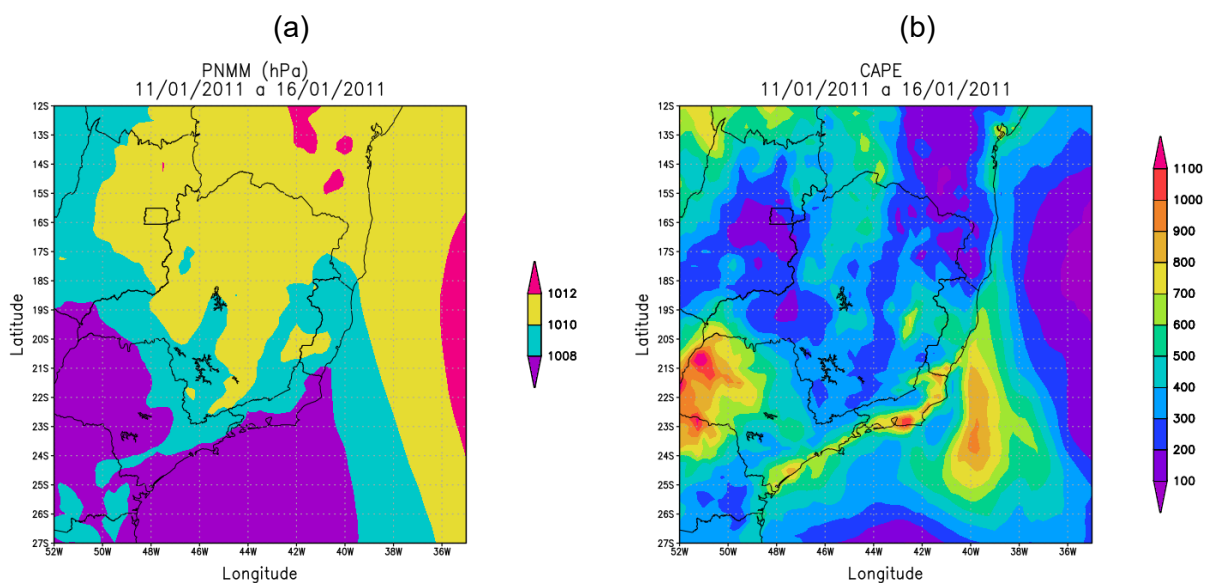 (a)
PNMM (hPa)
11/01/2011 a 16/01/2011
12S
13S
14S
15S
16S
17S
18S
19S
20S
21S
22S
23S
24S
25S
26S
27S
52W 50W 48W 46W 44W 42W 40W 38W 36W
Latitude
Longitude
1012
1010
1008
(b)
CAPE
11/01/2011 a 16/01/2011
12S
13S
14S
15S
16S
17S
18S
19S
20S
21S
22S
23S
24S
25S
26S
27S
52W 50W 48W 46W 44W 42W 40W 38W 36W
Latitude
Longitude
1100
1000
900
800
700
600
500
400
300
200
100